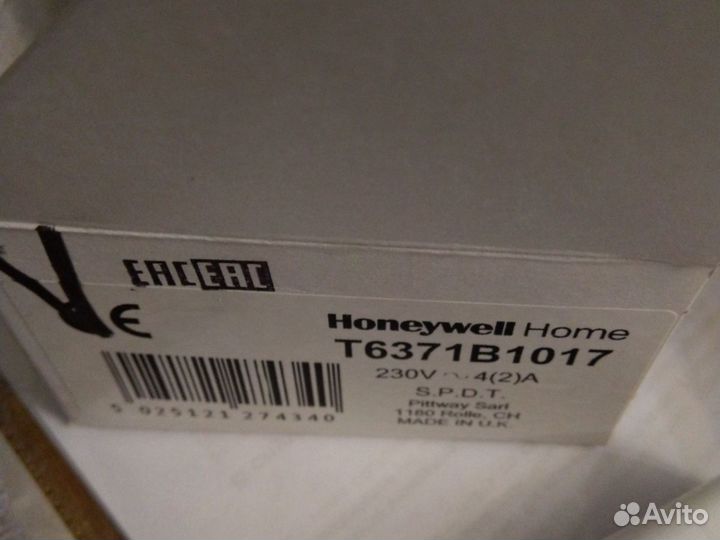 EAC EAC
CE
Honeywell Home
T6371B1017
230V ~ 4(2)A
S.P.D.T.
Pittway Sarl
1180 Rolle, CH
MADE IN U.K.
5 025121 274340
Avito